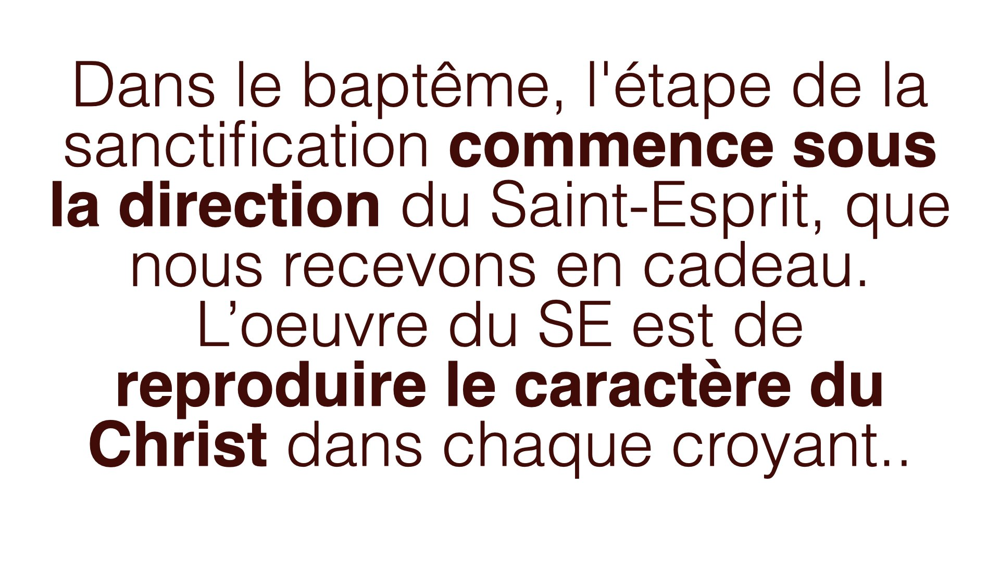 Dans le baptême, l'étape de la
sanctification commence sous
la direction du Saint-Esprit, que
nous recevons en cadeau.
L’oeuvre du SE est de
reproduire le caractère du
Christ dans chaque croyant..